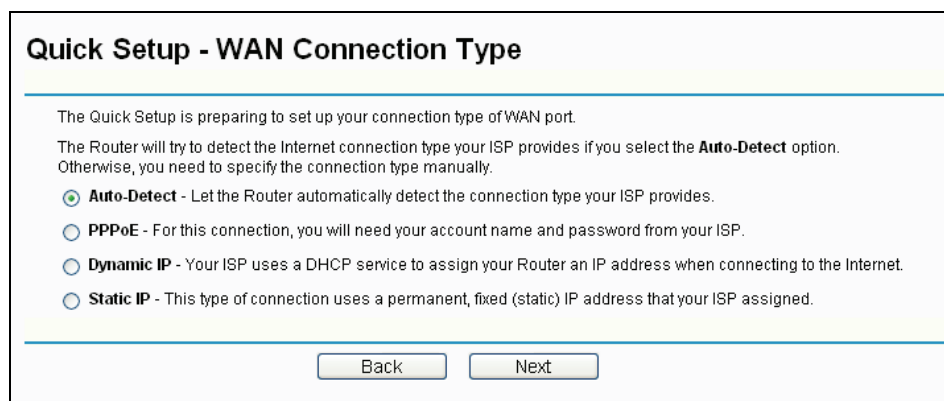 Quick Setup - WAN Connection Type
The Quick Setup is preparing to set up your connection type of WAN port.
The Router will try to detect the Internet connection type your ISP provides if you select the Auto-Detect option.
Otherwise, you need to specify the connection type manually.
Auto-Detect - Let the Router automatically detect the connection type your ISP provides.
PPPoE - For this connection, you will need your account name and password from your ISP.
Dynamic IP - Your ISP uses a DHCP service to assign your Router an IP address when connecting to the Internet.
Static IP - This type of connection uses a permanent, fixed (static) IP address that your ISP assigned.
Back Next